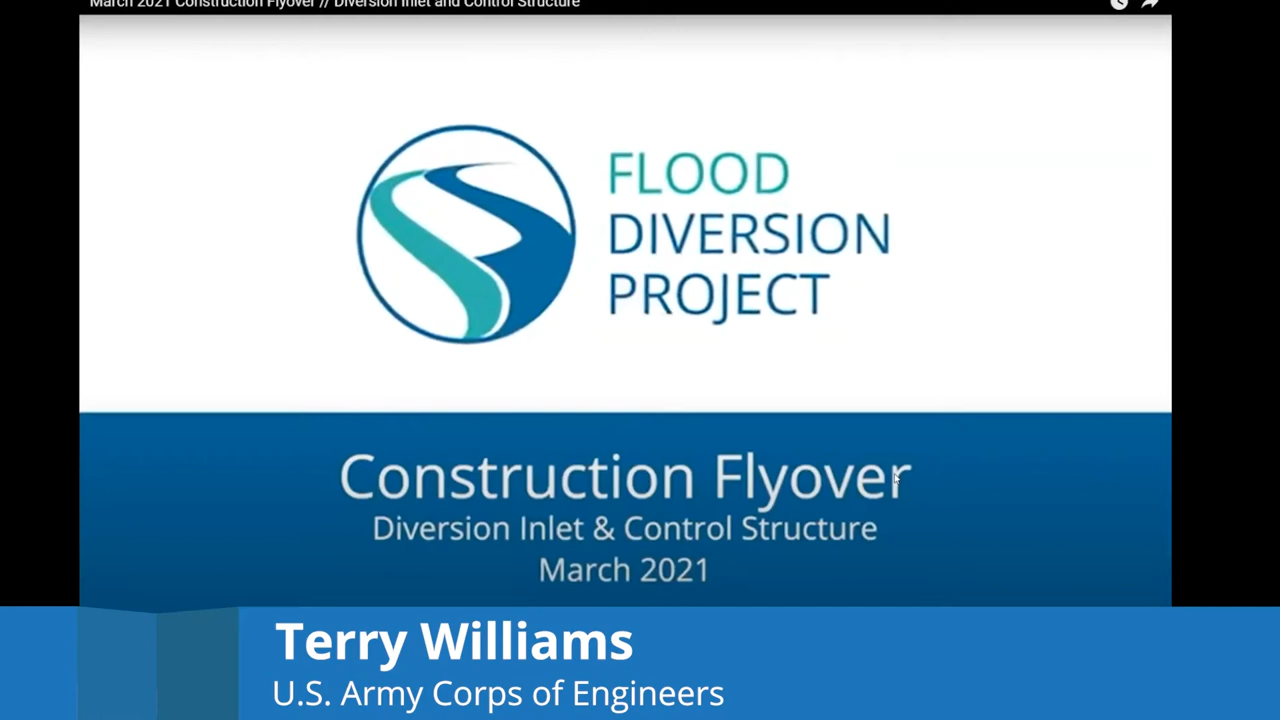 March 2021 Construction Flyover // Diversion Inlet and Control Structure
FLOOD
DIVERSION
PROJECT
Construction Flyover
Diversion Inlet & Control Structure
March 2021
Terry Williams
U.S. Army Corps of Engineers